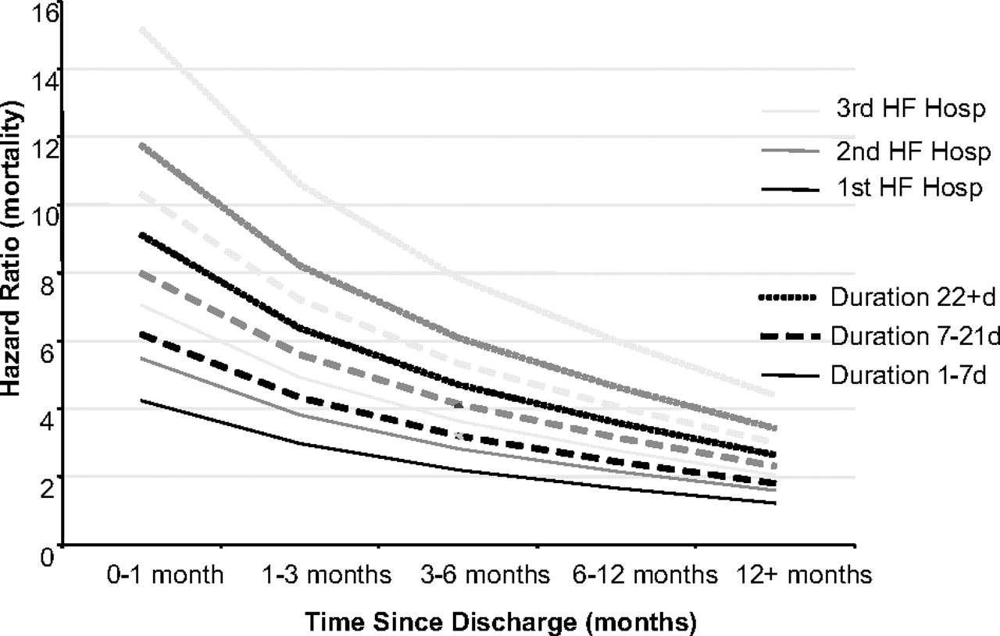 Hazard Ratio (mortality)
16
14
12
10
8
6
4
2
0
3rd HF Hosp
2nd HF Hosp
1st HF Hosp
Duration 22+d
Duration 7-21d
Duration 1-7d
0-1 month 1-3 months 3-6 months 6-12 months 12+ months
Time Since Discharge (months)